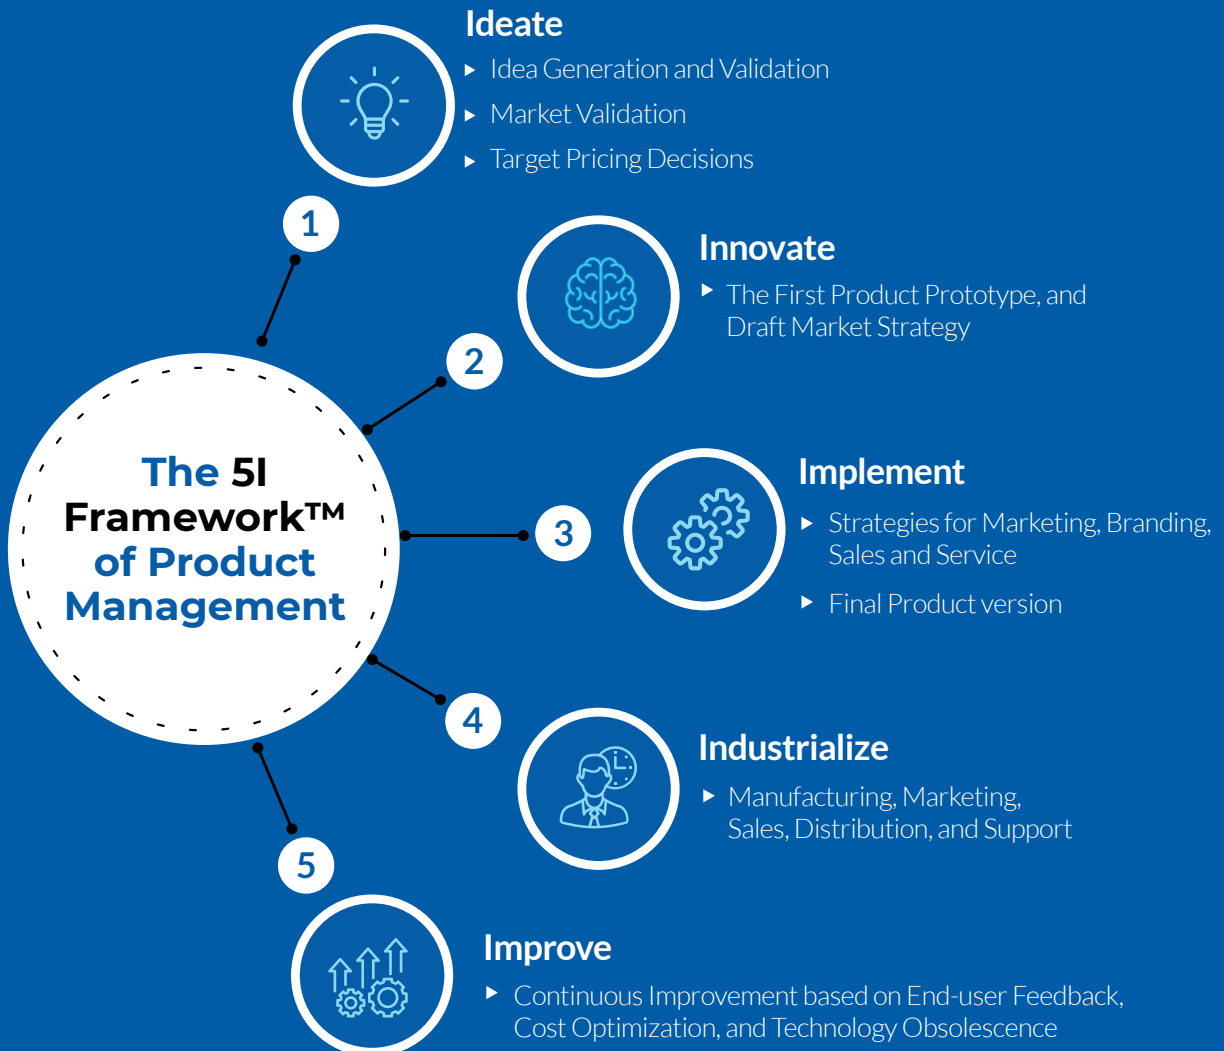 Ideate
Idea Generation and Validation
Market Validation
Target Pricing Decisions
1
Innovate
The First Product Prototype, and
Draft Market Strategy
2
The 5I
Framework™
of Product
Management
Implement
Strategies for Marketing, Branding,
Sales and Service
Final Product version
3
Industrialize
Manufacturing, Marketing,
Sales, Distribution, and Support
4
5
Improve
Continuous Improvement based on End-user Feedback,
Cost Optimization, and Technology Obsolescence